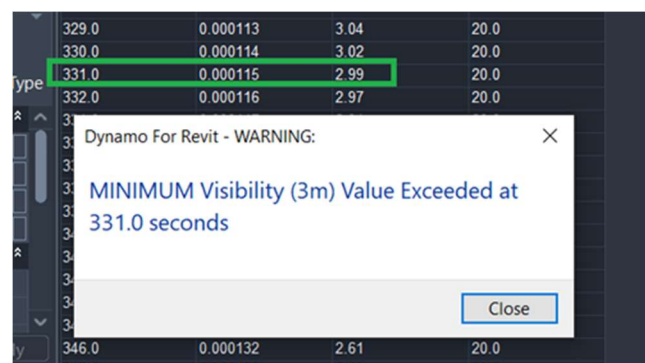 329.0 0.000113 3.04 20.0
330.0 0.000114 3.02 20.0
Type
331.0 0.000115 2.99 20.0
332.0 0.000116 2.97 20.0
Dynamo For Revit - WARNING:
MINIMUM Visibility (3m) Value Exceeded at
331.0 seconds
Close
346.0 0.000132 2.61 20.0